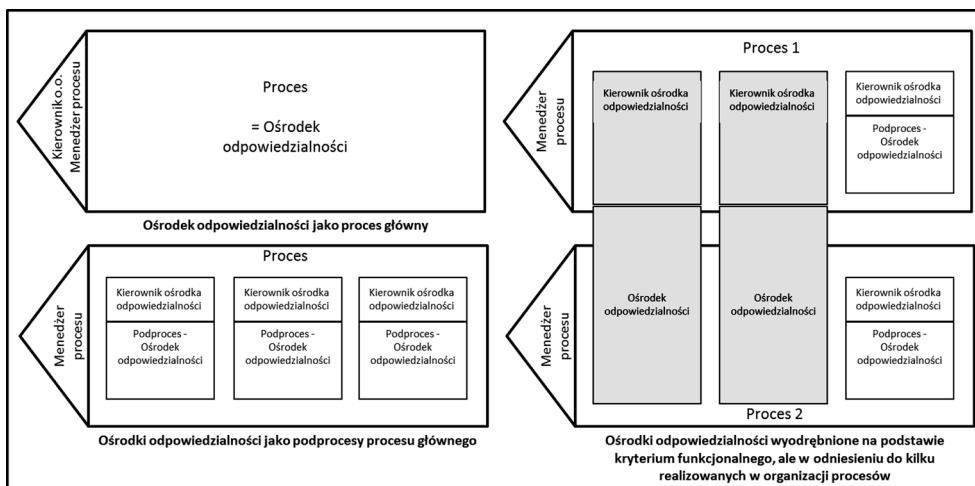 Kierownik o.o.
Menedżer procesu
Proces
= Ośrodek
odpowiedzialności
Ośrodek odpowiedzialności jako proces główny
Menedżer
procesu
Proces
Kierownik ośrodka
odpowiedzialności
Podproces -
Ośrodek
odpowiedzialności
Kierownik ośrodka
odpowiedzialności
Podproces -
Ośrodek
odpowiedzialności
Kierownik ośrodka
odpowiedzialności
Podproces -
Ośrodek
odpowiedzialności
Ośrodki odpowiedzialności jako podprocesy procesu głównego
Menedżer
procesu
Proces 1
Kierownik ośrodka
odpowiedzialności
Kierownik ośrodka
odpowiedzialności
Kierownik ośrodka
odpowiedzialności
Podproces -
Ośrodek
odpowiedzialności
Menedżer
procesu
Ośrodek
odpowiedzialności
Ośrodek
odpowiedzialności
Kierownik ośrodka
odpowiedzialności
Podproces -
Ośrodek
odpowiedzialności
Proces 2
Ośrodki odpowiedzialności wyodrębnione na podstawie
kryterium funkcjonalnego, ale w odniesieniu do kilku
realizowanych w organizacji procesów